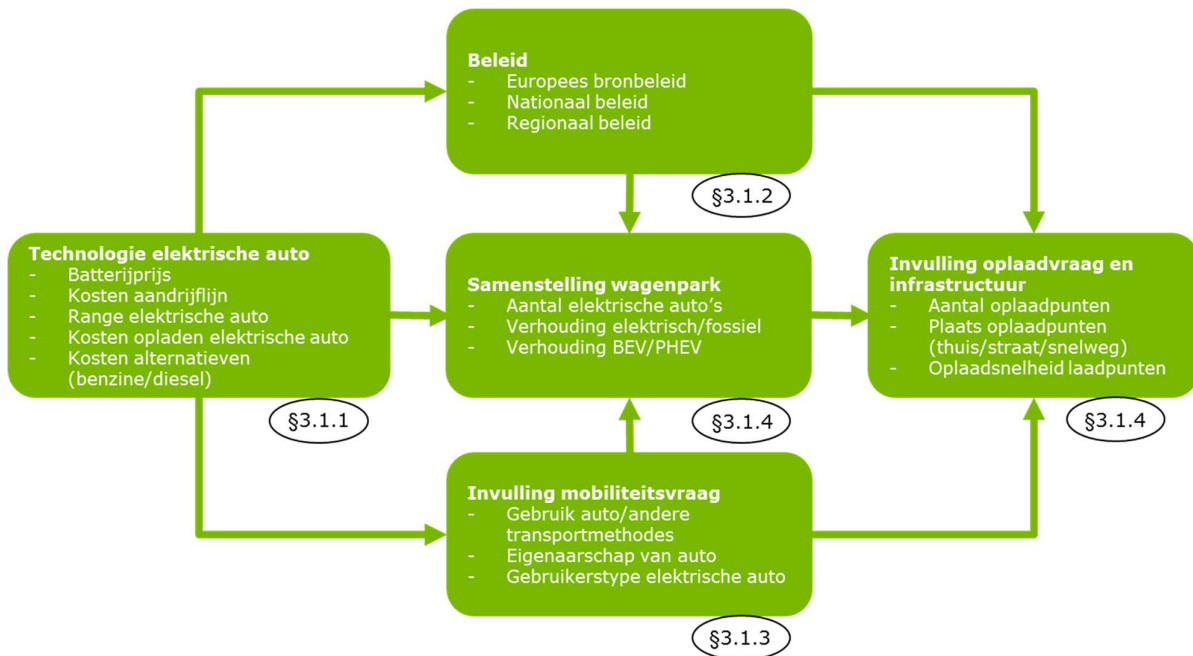 Beleid
- Europees bronbeleid
- Nationaal beleid
- Regionaal beleid
§3.1.2
Technologie elektrische auto
- Batterijprijs
- Kosten aandrijflijn
- Range elektrische auto
- Kosten opladen elektrische auto
- Kosten alternatieven
(benzine/diesel)
§3.1.1
Samenstelling wagenpark
- Aantal elektrische auto’s
- Verhouding elektrisch/fossiel
- Verhouding BEV/PHEV
§3.1.4
Invulling oplaadvraag en
infrastructuur
- Aantal oplaadpunten
- Plaats oplaadpunten
(thuis/straat/snelweg)
- Oplaadsnelheid laadpunten
§3.1.4
Invulling mobiliteitsvraag
- Gebruik auto/andere
transportmethodes
- Eigenaarschap van auto
- Gebruikerstype elektrische auto
§3.1.3